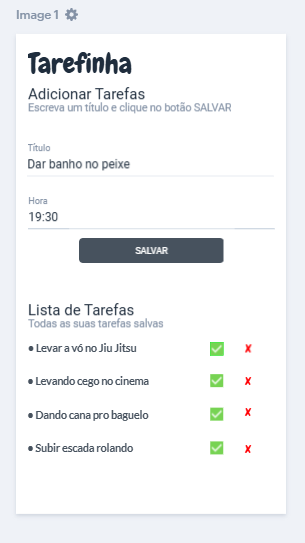 Image 1
Tarefinha
Adicionar Tarefas
Escreva um título e clique no botão SALVAR
Título
Dar banho no peixe
Hora
19:30
SALVAR
Lista de Tarefas
Todas as suas tarefas salvas
• Levar a vó no Jiu Jitsu
• Levando cego no cinema
• Dando cana pro baguelo
• Subir escada rolando